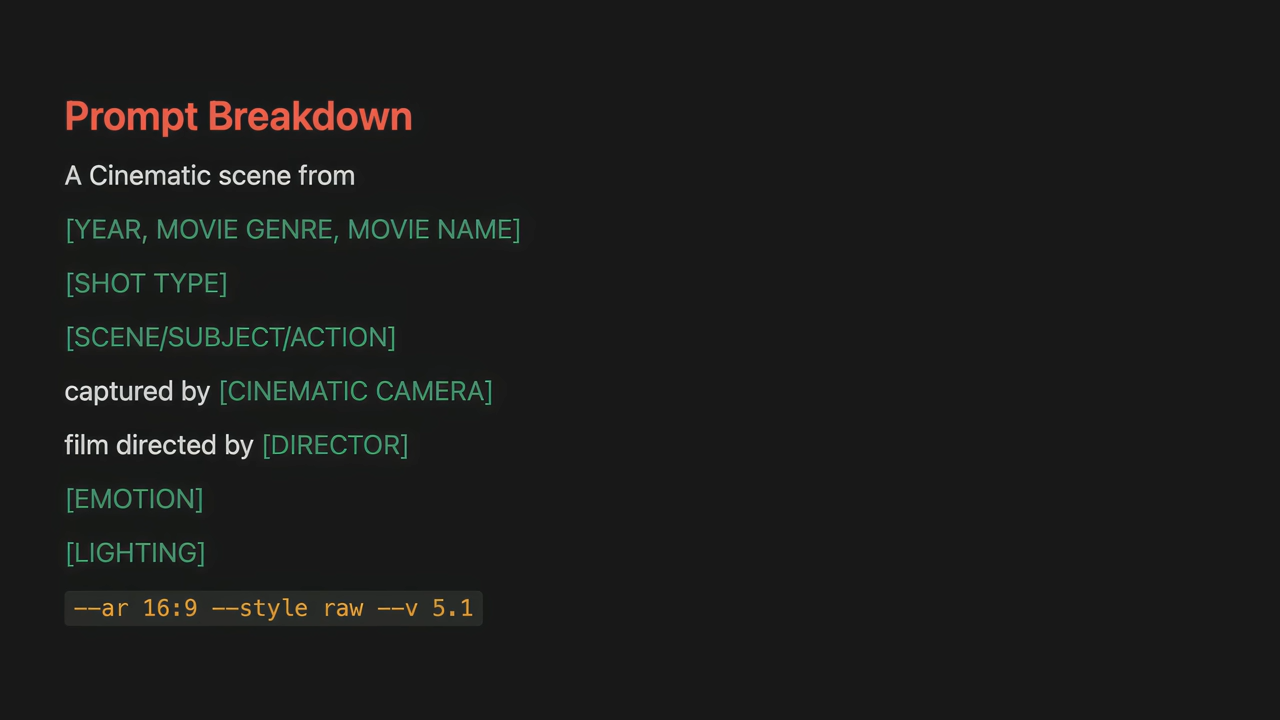 Prompt Breakdown
A Cinematic scene from
[YEAR, MOVIE GENRE, MOVIE NAME]
[SHOT TYPE]
[SCENE/SUBJECT/ACTION]
captured by [CINEMATIC CAMERA]
film directed by [DIRECTOR]
[EMOTION]
[LIGHTING]
--ar 16:9 --style raw --v 5.1